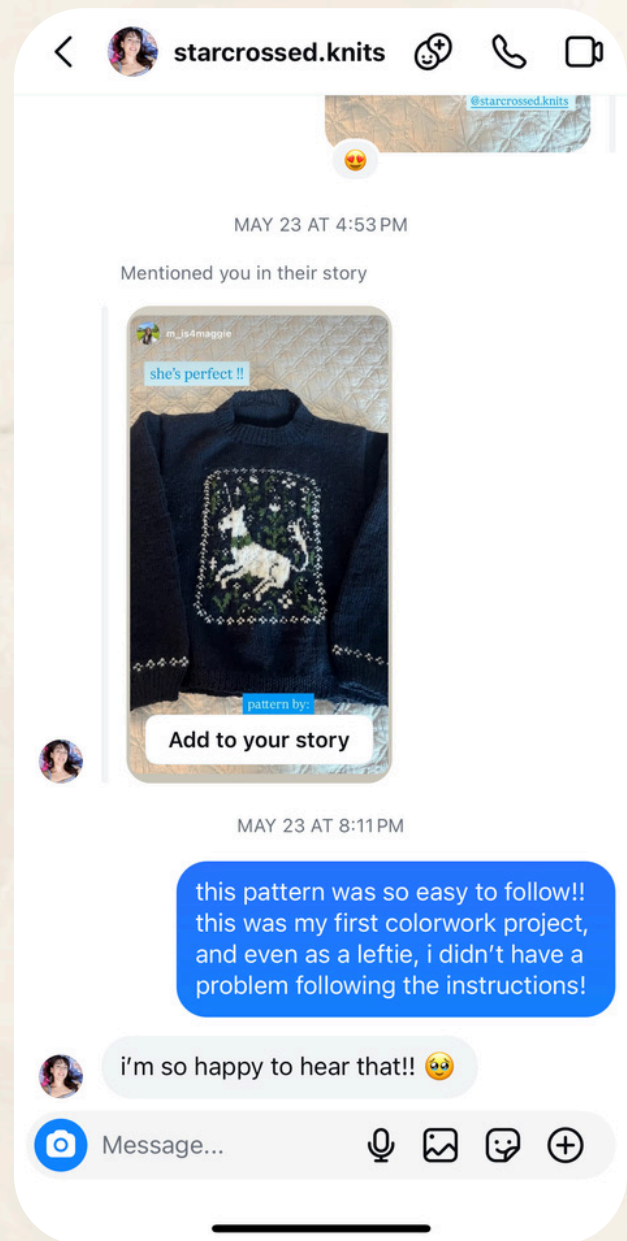 starcrossed.knits
@starcrossed.knits
MAY 23 AT 4:53 PM
Mentioned you in their story
m_is4maggie
she's perfect !!
pattern by:
Add to your story
MAY 23 AT 8:11 PM
this pattern was so easy to follow!!
this was my first colorwork project,
and even as a leftie, i didn't have a
problem following the instructions!
i'm so happy to hear that!! 🥹
Message...